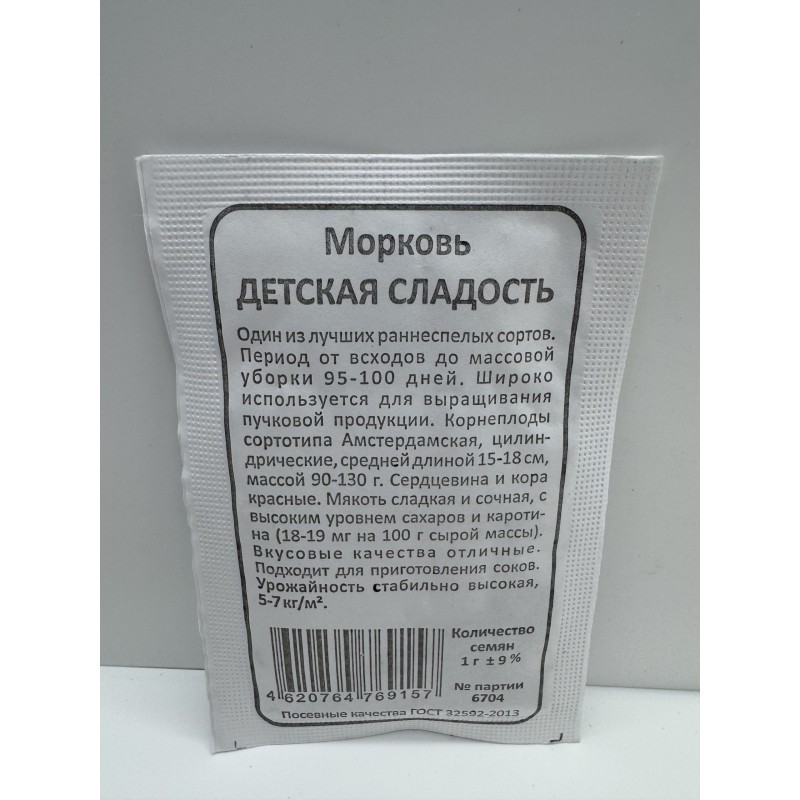 Морковь
ДЕТСКАЯ СЛАДОСТЬ
Один из лучших раннеспелых сортов.
Период от всходов до массовой
уборки 95-100 дней. Широко
используется для выращивания
пучковой продукции. Корнеплоды
сортотипа Амстердамская, цилин-
дрические, средней длиной 15-18 см,
массой 90-130 г. Сердцевина и кора
красные. Мякоть сладкая и сочная, с
высоким уровнем сахаров и кароти-
на (18-19 мг на 100 г сырой массы).
Вкусовые качества отличные.
Подходит для приготовления соков.
Урожайность стабильно высокая,
5-7 кг/м².
Количество
семян
1 г ± 9 %
№ партии
6704
4 620764 769157
Посевные качества ГОСТ 32592-2013